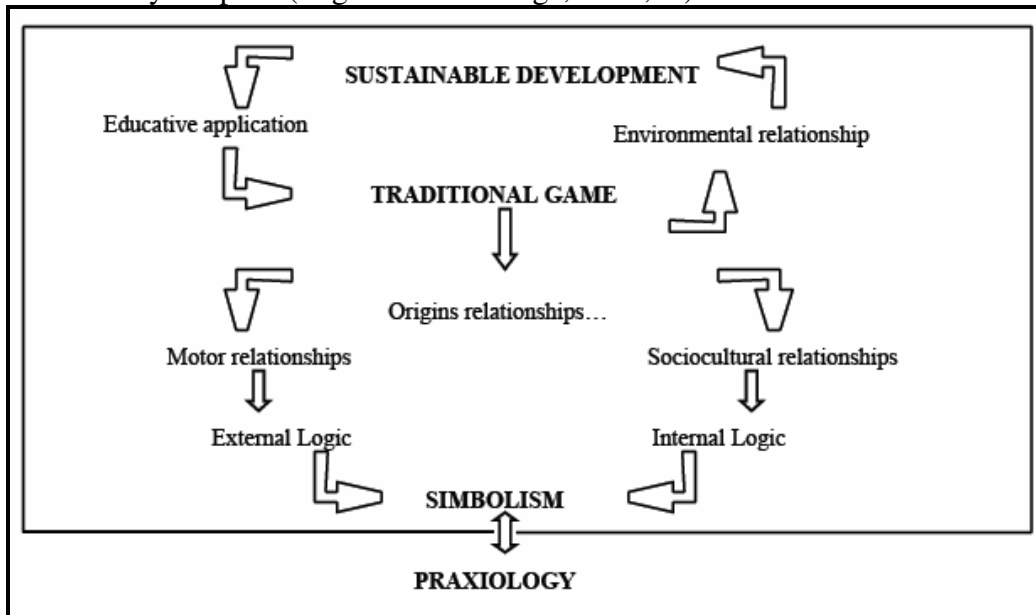 SUSTAINABLE DEVELOPMENT
Educative application
Environmental relationship
TRADITIONAL GAME
Origins relationships…
Motor relationships
Sociocultural relationships
External Logic
Internal Logic
SIMBOLISM
PRAXIOLOGY